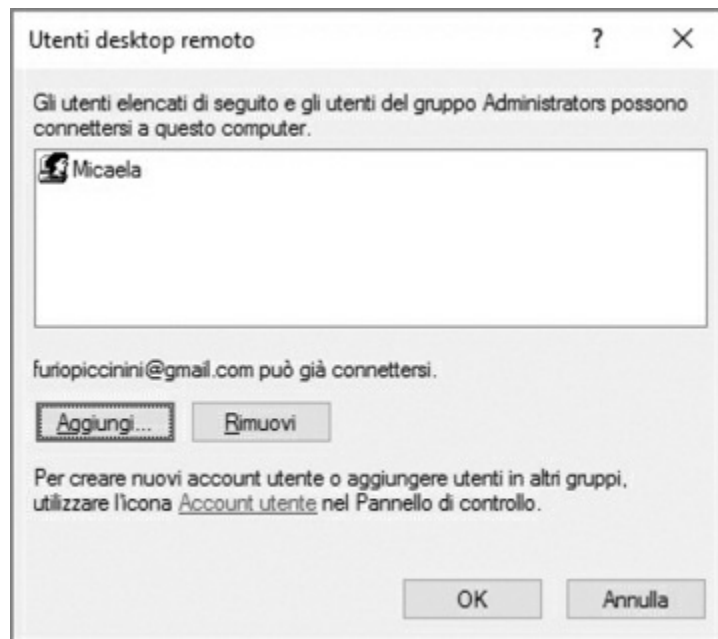 Utenti desktop remoto ? ×
Gli utenti elencati di seguito e gli utenti del gruppo Administrators possono
connettersi a questo computer.
Micaela
furiopiccinini@gmail.com può già connettersi.
Aggiungi... Rimuovi
Per creare nuovi account utente o aggiungere utenti in altri gruppi,
utilizzare l'icona Account utente nel Pannello di controllo.
OK Annulla